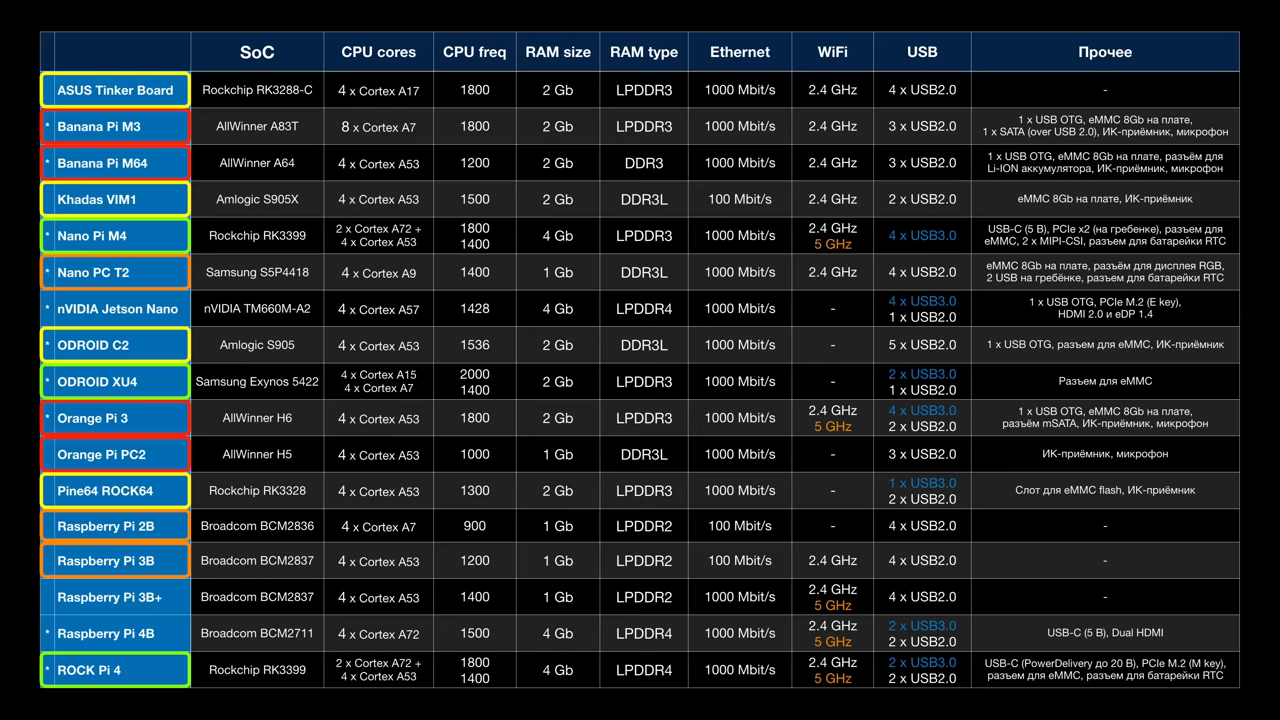 SoC CPU cores CPU freq RAM size RAM type Ethernet WiFi USB Прочее
ASUS Tinker Board Rockchip RK3288-C 4 x Cortex A17 1800 2 Gb LPDDR3 1000 Mbit/s 2.4 GHz 4 x USB2.0 -
* Banana Pi M3 AllWinner A83T 8 x Cortex A7 1800 2 Gb LPDDR3 1000 Mbit/s 2.4 GHz 3 x USB2.0 1 x USB OTG, eMMC 8Gb на плате,
1 x SATA (over USB 2.0), ИК-приёмник, микрофон
* Banana Pi M64 AllWinner A64 4 x Cortex A53 1200 2 Gb DDR3 1000 Mbit/s 2.4 GHz 3 x USB2.0 1 x USB OTG, eMMC 8Gb на плате, разъём для
Li-ION аккумулятора, ИК-приёмник, микрофон
Khadas VIM1 Amlogic S905X 4 x Cortex A53 1500 2 Gb DDR3L 100 Mbit/s 2.4 GHz 2 x USB2.0 eMMC 8Gb на плате, ИК-приёмник
* Nano Pi M4 Rockchip RK3399 2 x Cortex A72 + 1800 4 Gb LPDDR3 1000 Mbit/s 2.4 GHz 4 x USB3.0 USB-C (5 В), PCIe x2 (на гребенке), разъем для
4 x Cortex A53 1400 5 GHz eMMC, 2 x MIPI-CSI, разъем для батарейки RTC
* Nano PC T2 Samsung S5P4418 4 x Cortex A9 1400 1 Gb DDR3L 1000 Mbit/s 2.4 GHz 4 x USB2.0 eMMC 8Gb на плате, разъём для дисплея RGB,
2 USB на гребёнке, разъем для батарейки RTC
* nVIDIA Jetson Nano nVIDIA TM660M-A2 4 x Cortex A57 1428 4 Gb LPDDR4 1000 Mbit/s - 4 x USB3.0 1 x USB OTG, PCIe M.2 (E key),
1 x USB2.0 HDMI 2.0 и eDP 1.4
* ODROID C2 Amlogic S905 4 x Cortex A53 1536 2 Gb DDR3L 1000 Mbit/s - 5 x USB2.0 1 x USB OTG, разъем для eMMC, ИК-приёмник
* ODROID XU4 Samsung Exynos 5422 4 x Cortex A15 2000 2 Gb LPDDR3 1000 Mbit/s - 2 x USB3.0 Разъем для eMMC
4 x Cortex A7 1400 1 x USB2.0
* Orange Pi 3 AllWinner H6 4 x Cortex A53 1800 2 Gb LPDDR3 1000 Mbit/s 2.4 GHz 4 x USB3.0 1 x USB OTG, eMMC 8Gb на плате,
5 GHz 2 x USB2.0 разъём mSATA, ИК-приёмник, микрофон
Orange Pi PC2 AllWinner H5 4 x Cortex A53 1000 1 Gb DDR3L 1000 Mbit/s - 3 x USB2.0 ИК-приёмник, микрофон
Pine64 ROCK64 Rockchip RK3328 4 x Cortex A53 1300 2 Gb LPDDR3 1000 Mbit/s - 1 x USB3.0 Слот для eMMC flash, ИК-приёмник
2 x USB2.0
Raspberry Pi 2B Broadcom BCM2836 4 x Cortex A7 900 1 Gb LPDDR2 100 Mbit/s - 4 x USB2.0 -
Raspberry Pi 3B Broadcom BCM2837 4 x Cortex A53 1200 1 Gb LPDDR2 100 Mbit/s 2.4 GHz 4 x USB2.0 -
Raspberry Pi 3B+ Broadcom BCM2837 4 x Cortex A53 1400 1 Gb LPDDR2 1000 Mbit/s 2.4 GHz 4 x USB2.0 -
5 GHz
* Raspberry Pi 4B Broadcom BCM2711 4 x Cortex A72 1500 4 Gb LPDDR4 1000 Mbit/s 2.4 GHz 2 x USB3.0 USB-C (5 В), Dual HDMI
5 GHz 2 x USB2.0
* ROCK Pi 4 Rockchip RK3399 2 x Cortex A72 + 1800 4 Gb LPDDR4 1000 Mbit/s 2.4 GHz 2 x USB3.0 USB-C (PowerDelivery до 20 В), PCIe M.2 (M key),
4 x Cortex A53 1400 5 GHz 2 x USB2.0 разъем для eMMC, разъем для батарейки RTC